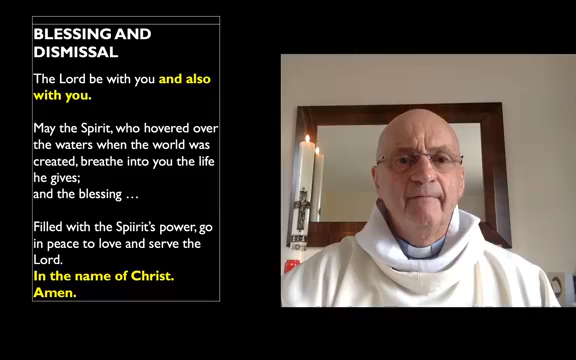 BLESSING AND
DISMISSAL
The Lord be with you and also
with you.
May the Spirit, who hovered over
the waters when the world was
created, breathe into you the life
he gives;
and the blessing …
Filled with the Spiirit's power, go
in peace to love and serve the
Lord.
In the name of Christ.
Amen.